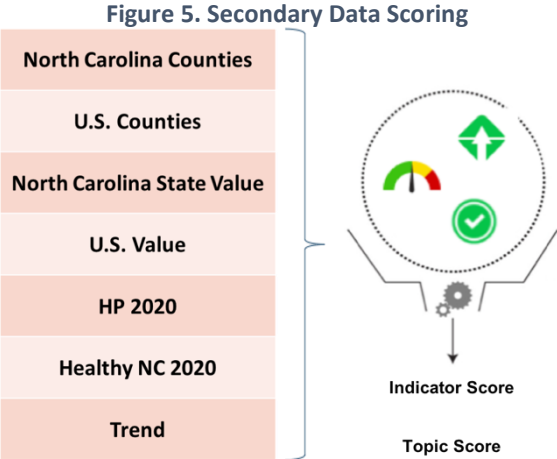 Figure 5. Secondary Data Scoring
North Carolina Counties
U.S. Counties
North Carolina State Value
U.S. Value
HP 2020
Healthy NC 2020
Trend
Indicator Score
Topic Score